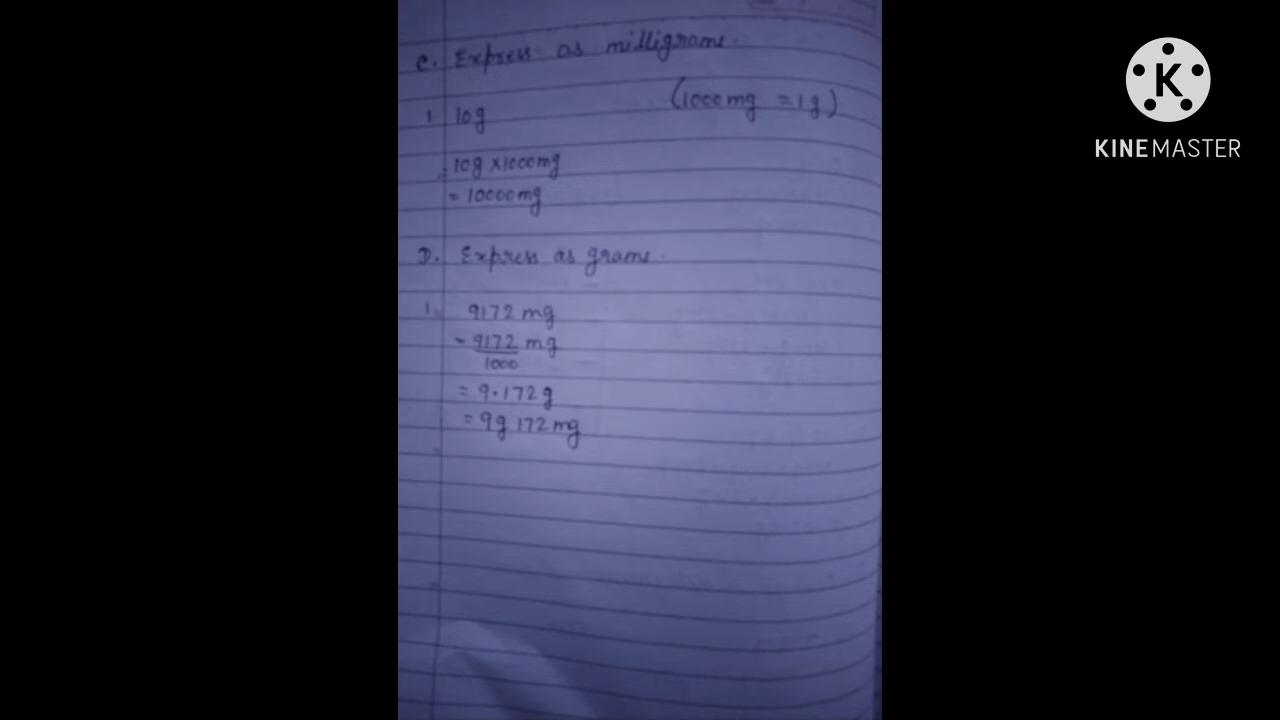 C. Express as milligrams.
1. 10g (1000mg = 1g)
= 10g × 1000mg
= 10000mg
D. Express as grams.
1. 9172 mg
= 9172/1000 mg
= 9.172g
= 9g 172mg
K
KINEMASTER